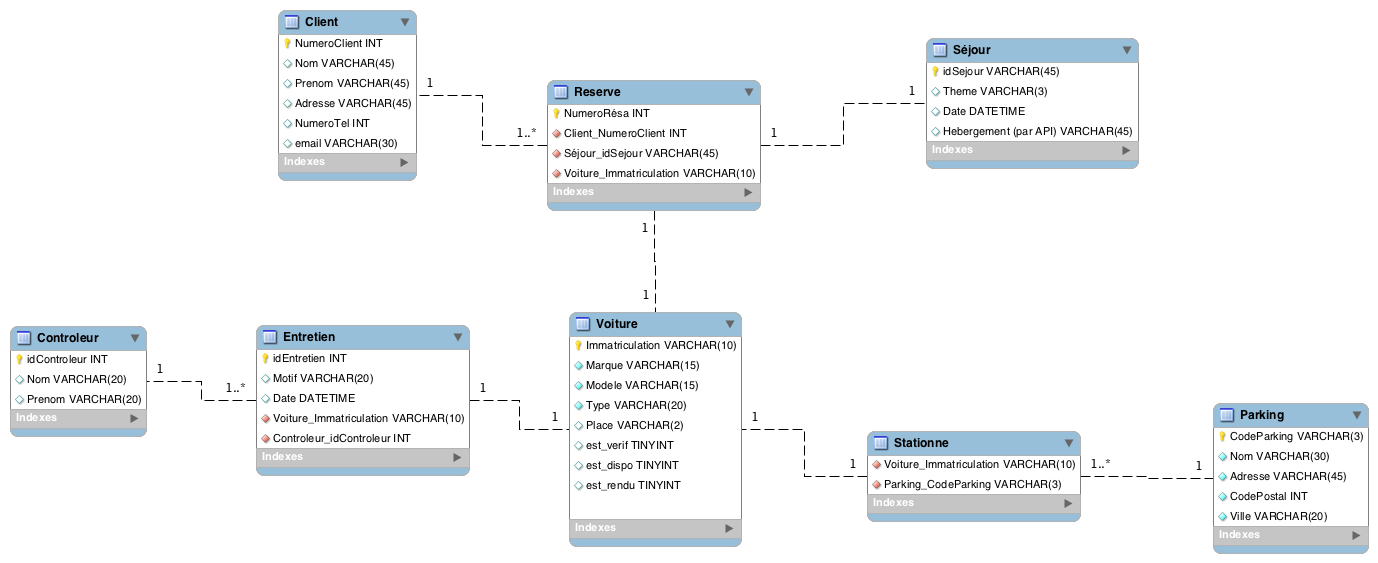 Client
NumeroClient INT
Nom VARCHAR(45)
Prenom VARCHAR(45)
Adresse VARCHAR(45)
NumeroTel INT
email VARCHAR(30)
Indexes
1
1..*
Reserve
NumeroRésa INT
Client_NumeroClient INT
Séjour_idSejour VARCHAR(45)
Voiture_Immatriculation VARCHAR(10)
Indexes
1
1
Séjour
idSejour VARCHAR(45)
Theme VARCHAR(3)
Date DATETIME
Hebergement (par API) VARCHAR(45)
Indexes
1
1
Controleur
idControleur INT
Nom VARCHAR(20)
Prenom VARCHAR(20)
Indexes
1
1..*
Entretien
idEntretien INT
Motif VARCHAR(20)
Date DATETIME
Voiture_Immatriculation VARCHAR(10)
Controleur_idControleur INT
Indexes
1
1
Voiture
Immatriculation VARCHAR(10)
Marque VARCHAR(15)
Modele VARCHAR(15)
Type VARCHAR(20)
Place VARCHAR(2)
est_verif TINYINT
est_dispo TINYINT
est_rendu TINYINT
Indexes
1
1
Stationne
Voiture_Immatriculation VARCHAR(10)
Parking_CodeParking VARCHAR(3)
Indexes
1..*
1
Parking
CodeParking VARCHAR(3)
Nom VARCHAR(30)
Adresse VARCHAR(45)
CodePostal INT
Ville VARCHAR(20)
Indexes